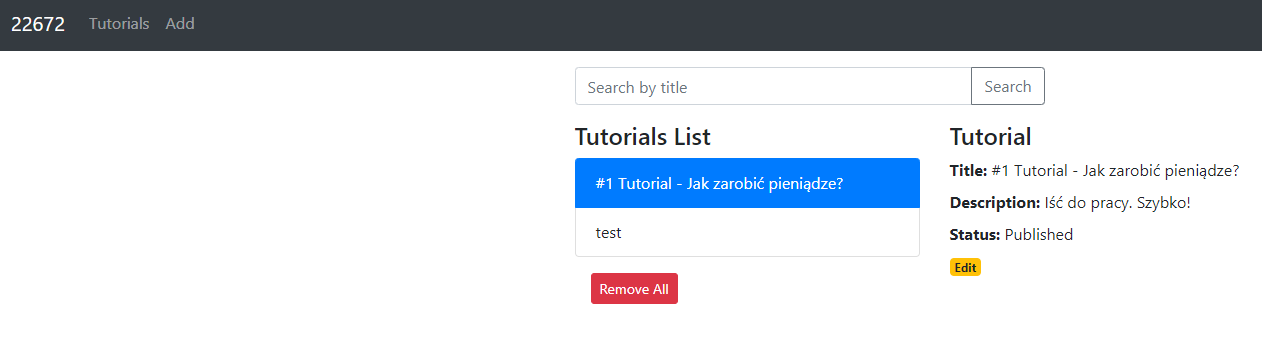 22672 Tutorials Add
Search by title Search
Tutorials List
#1 Tutorial - Jak zarobić pieniądze?
test
Remove All
Tutorial
Title: #1 Tutorial - Jak zarobić pieniądze?
Description: Iść do pracy. Szybko!
Status: Published
Edit